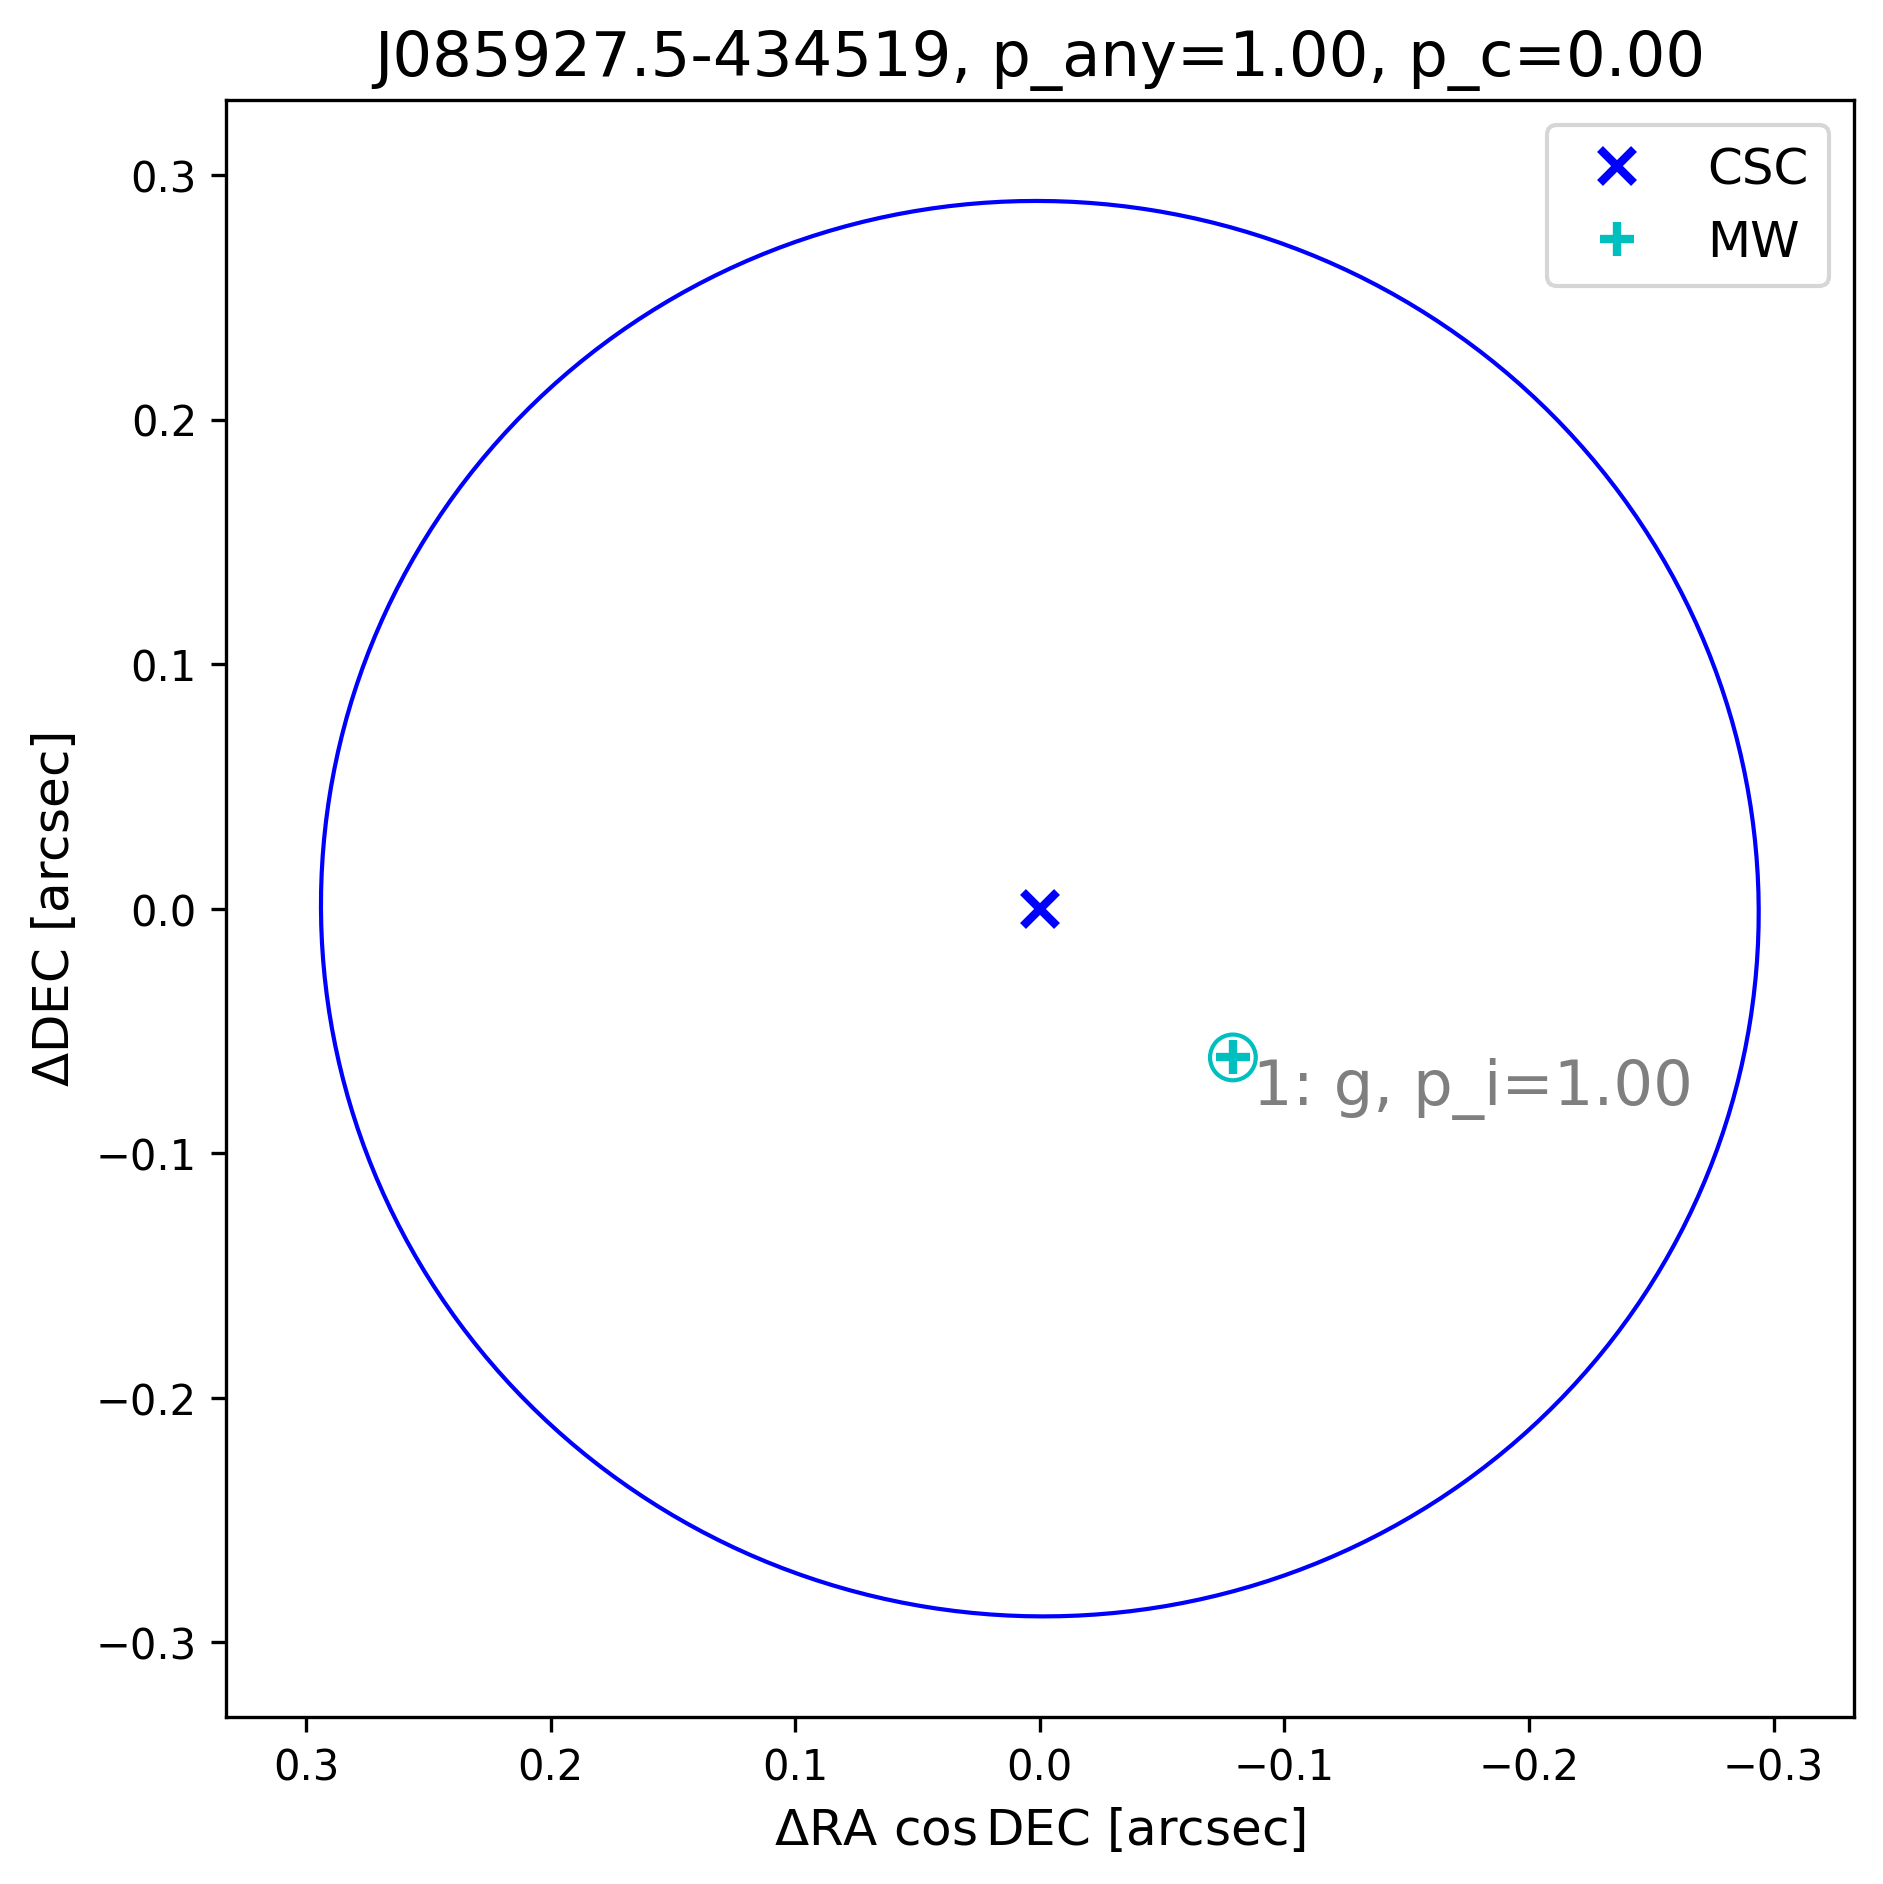 J085927.5-434519, p_any=1.00, p_c=0.00
CSC
MW
0.3
0.2
0.1
0.0
−0.1
−0.2
−0.3
ΔDEC [arcsec]
1: g, p_i=1.00
0.3 0.2 0.1 0.0 −0.1 −0.2 −0.3
ΔRA cos DEC [arcsec]